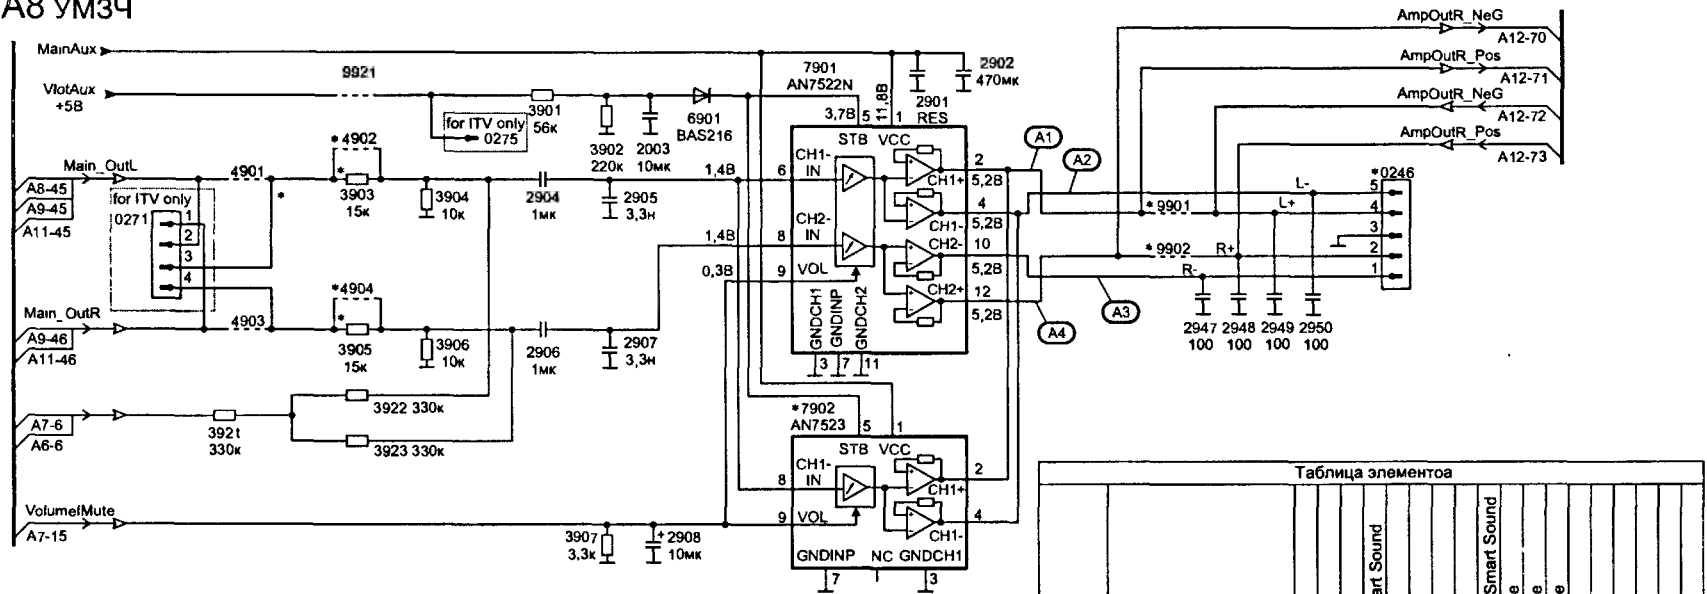 А8 УМЗЧ
MainAux
VlotAux
+5В
9921
for ITV only
0275
3901
56к
3902
220к
2003
10мк
6901
BAS216
7901
AN7522N
3,7В
5
11,8В
1
2901
RES
2902
470мк
AmpOutR_NeG
A12-70
AmpOutR_Pos
A12-71
AmpOutR_NeG
A12-72
AmpOutR_Pos
A12-73
Main_OutL
A8-45
A9-45
A11-45
4901
*
* 4902
*
3903
15к
3904
10к
2904
1мк
2905
3,3н
for ITV only
0271
1
2
3
4
1,4В
6
1,4В
8
0,3В
9
STB VCC
CH1-
IN
CH2-
IN
VOL
CH1+
CH1-
CH2-
CH2+
GNDCH1
GNDINP
GNDCH2
3
7
11
2
5,2В
4
5,2В
10
5,2В
12
5,2В
A1
A2
A3
A4
L-
L+
* 9901
* 9902
R+
R-
*0246
5
4
3
2
1
2947
100
2948
100
2949
100
2950
100
Main_OutR
A9-46
A11-46
4903
*4904
*
3905
15к
3906
10к
2906
1мк
2907
3,3н
A7-6
A6-6
3921
330к
3922 330к
3923 330к
*7902
AN7523
5
1
STB VCC
CH1-
IN
8
9
VOL
CH1+
CH1-
2
4
GNDINP NC GNDCH1
7
3
VolumefMute
A7-15
3907
3,3к
+
2908
10мк
Таблица элементоа
art Sound
Smart Sound
e
e
e